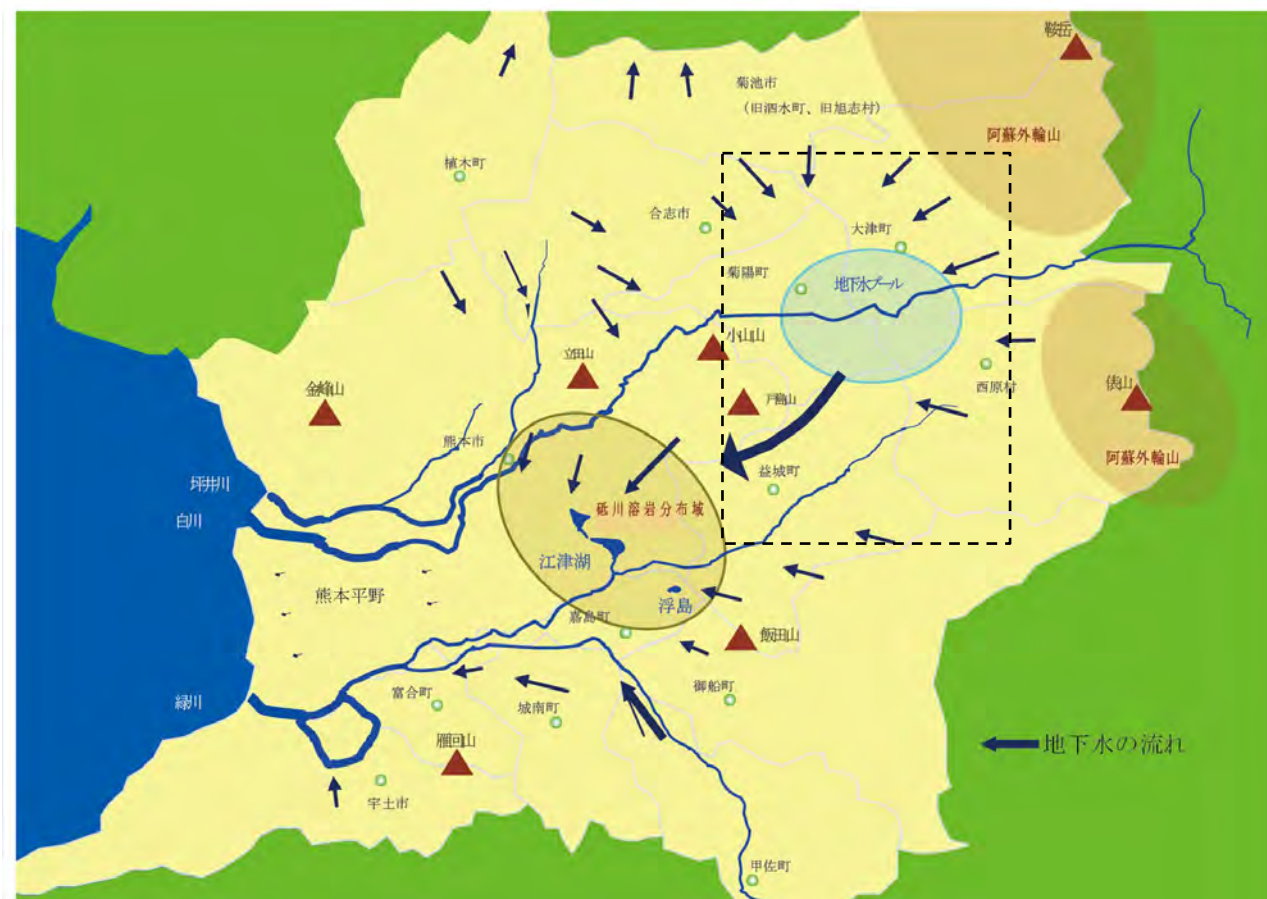 鞍岳
菊池市
（旧泗水町、旧旭志村）
阿蘇外輪山
植木町
合志市
大津町
菊陽町
地下水プール
小山山
立田山
西原村
金峰山
戸島山
俵山
熊本市
阿蘇外輪山
益城町
坪井川
砥川溶岩分布域
白川
江津湖
熊本平野
浮島
嘉島町
飯田山
緑川
富合町
御船町
城南町
雁回山
地下水の流れ
宇土市
甲佐町